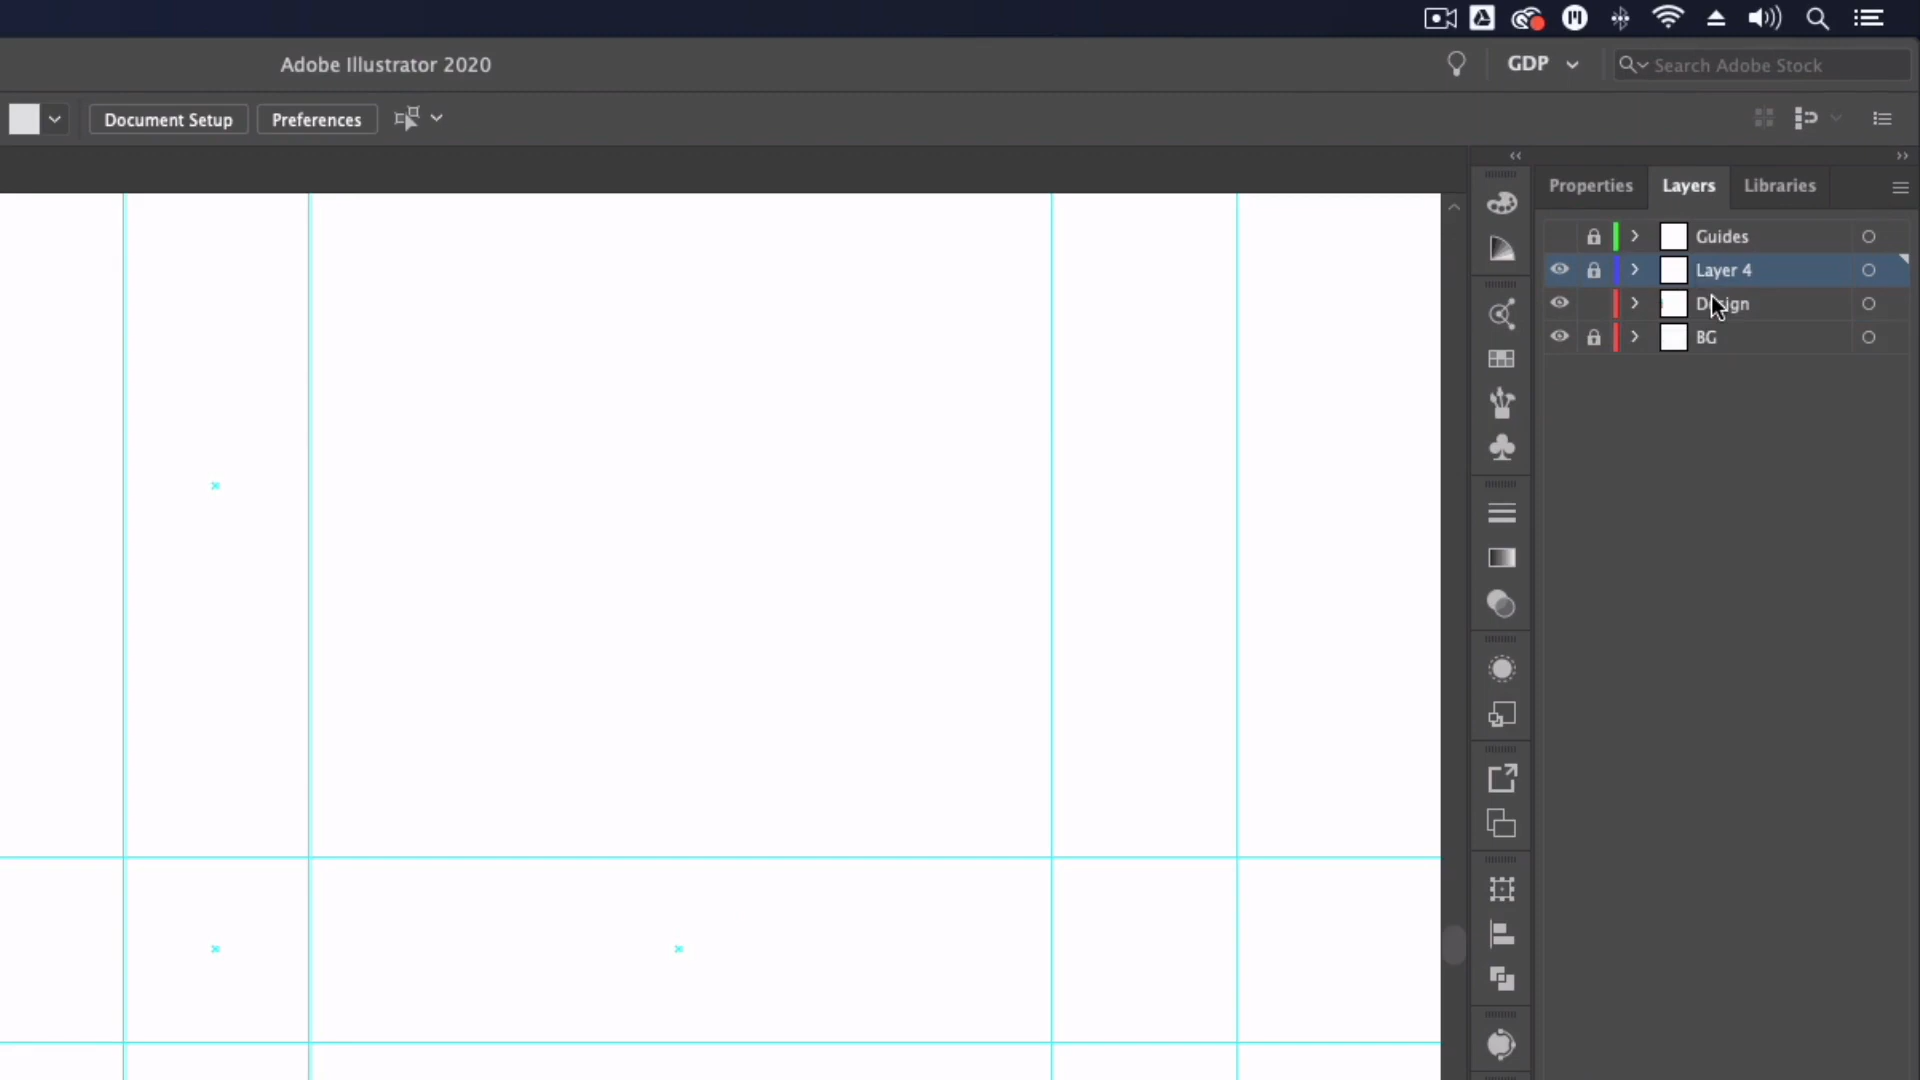 Adobe Illustrator 2020
GDP
Search Adobe Stock
Document Setup
Preferences
Properties
Layers
Libraries
Guides
Layer 4
Design
BG